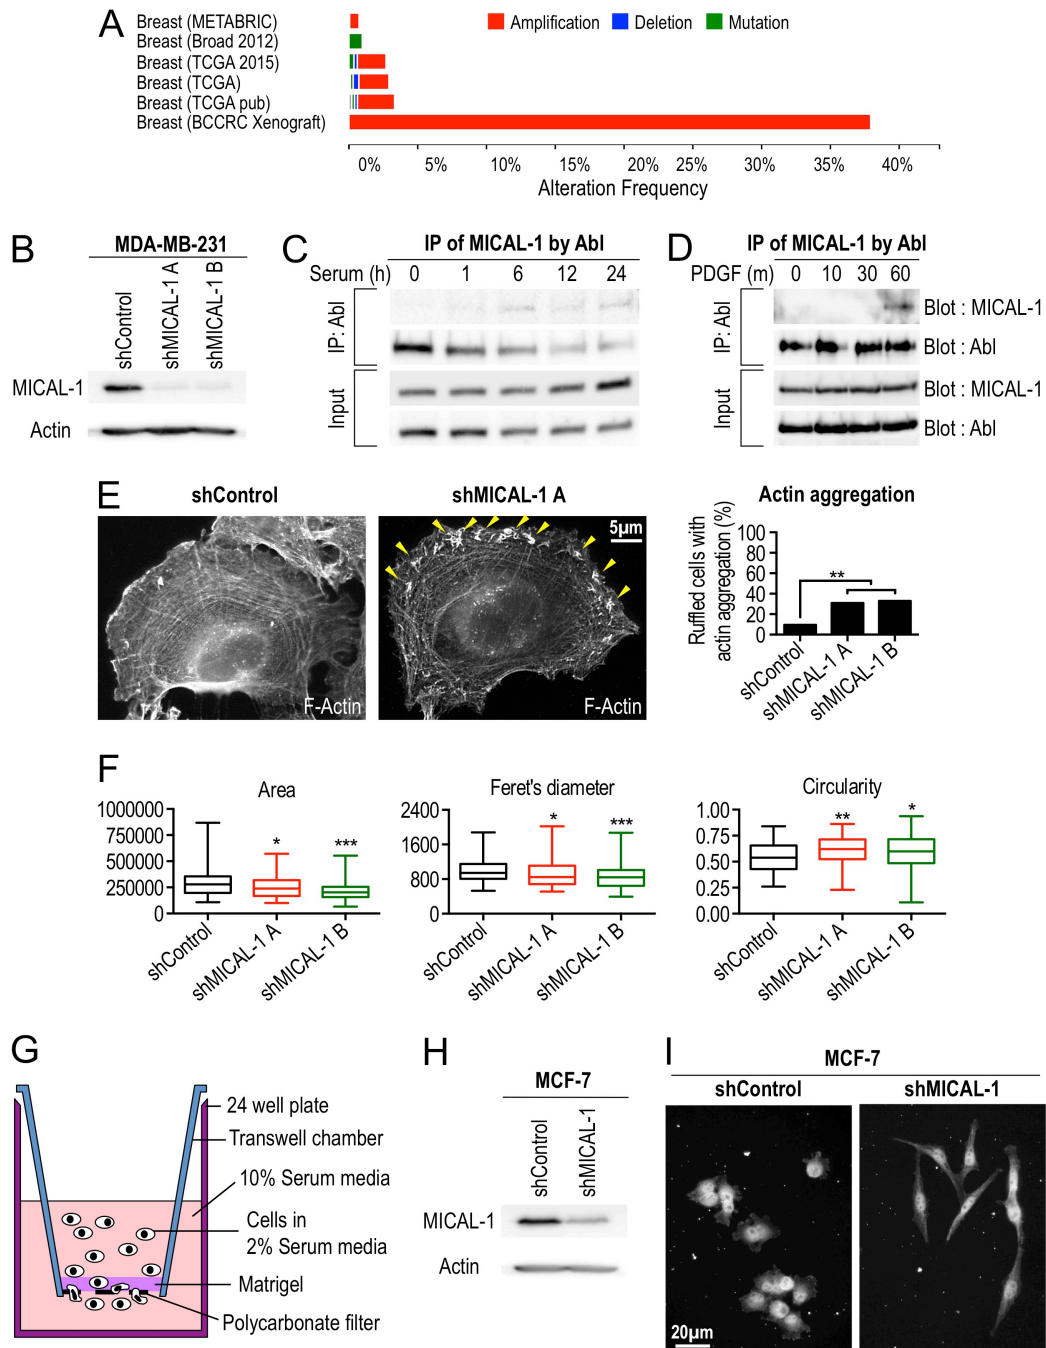 A
Breast (METABRIC)
Breast (Broad 2012)
Breast (TCGA 2015)
Breast (TCGA)
Breast (TCGA pub)
Breast (BCCRC Xenograft)
Amplification Deletion Mutation
0% 5% 10% 15% 20% 25% 30% 35% 40%
Alteration Frequency
B
MDA-MB-231
shControl
shMICAL-1 A
shMICAL-1 B
MICAL-1
Actin
C
IP of MICAL-1 by Abl
Serum (h) 0 1 6 12 24
IP: Abl
Input
D
IP of MICAL-1 by Abl
PDGF (m) 0 10 30 60
IP: Abl
Input
Blot : MICAL-1
Blot : Abl
Blot : MICAL-1
Blot : Abl
E
shControl
F-Actin
shMICAL-1 A
5μm
F-Actin
Actin aggregation
Ruffled cells with
actin aggregation (%)
100
80
60
40
20
0
**
shControl
shMICAL-1 A
shMICAL-1 B
F
Area
1000000
750000
500000
250000
0
* ***
shControl
shMICAL-1 A
shMICAL-1 B
Feret's diameter
2400
1600
800
0
* ***
shControl
shMICAL-1 A
shMICAL-1 B
Circularity
1.00
0.75
0.50
0.25
0.00
** *
shControl
shMICAL-1 A
shMICAL-1 B
G
24 well plate
Transwell chamber
10% Serum media
Cells in
2% Serum media
Matrigel
Polycarbonate filter
H
MCF-7
shControl
shMICAL-1
MICAL-1
Actin
I
MCF-7
shControl shMICAL-1
20μm